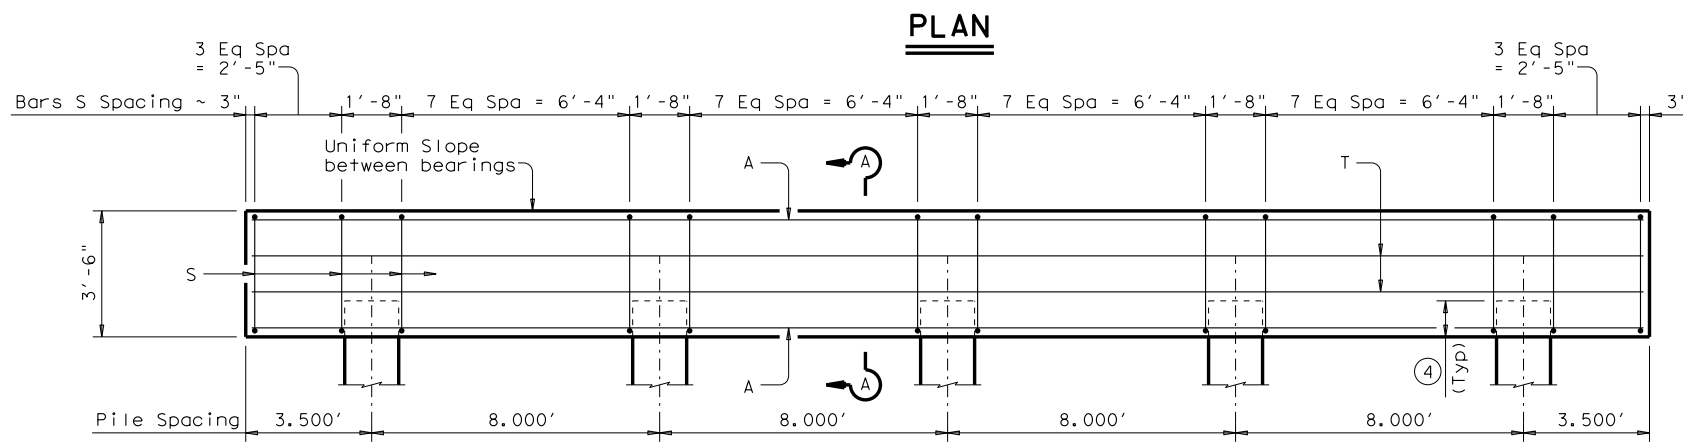 PLAN
3 Eq Spa
= 2'-5"
3 Eq Spa
= 2'-5"
Bars S Spacing ~ 3" 1'-8" 7 Eq Spa = 6'-4" 1'-8" 7 Eq Spa = 6'-4" 1'-8" 7 Eq Spa = 6'-4" 1'-8" 7 Eq Spa = 6'-4" 1'-8" 3"
Uniform Slope
between bearings
A
A
T
3'-6"
S
4
(Typ)
A
A
Pile Spacing 3.500' 8.000' 8.000' 8.000' 8.000' 3.500'